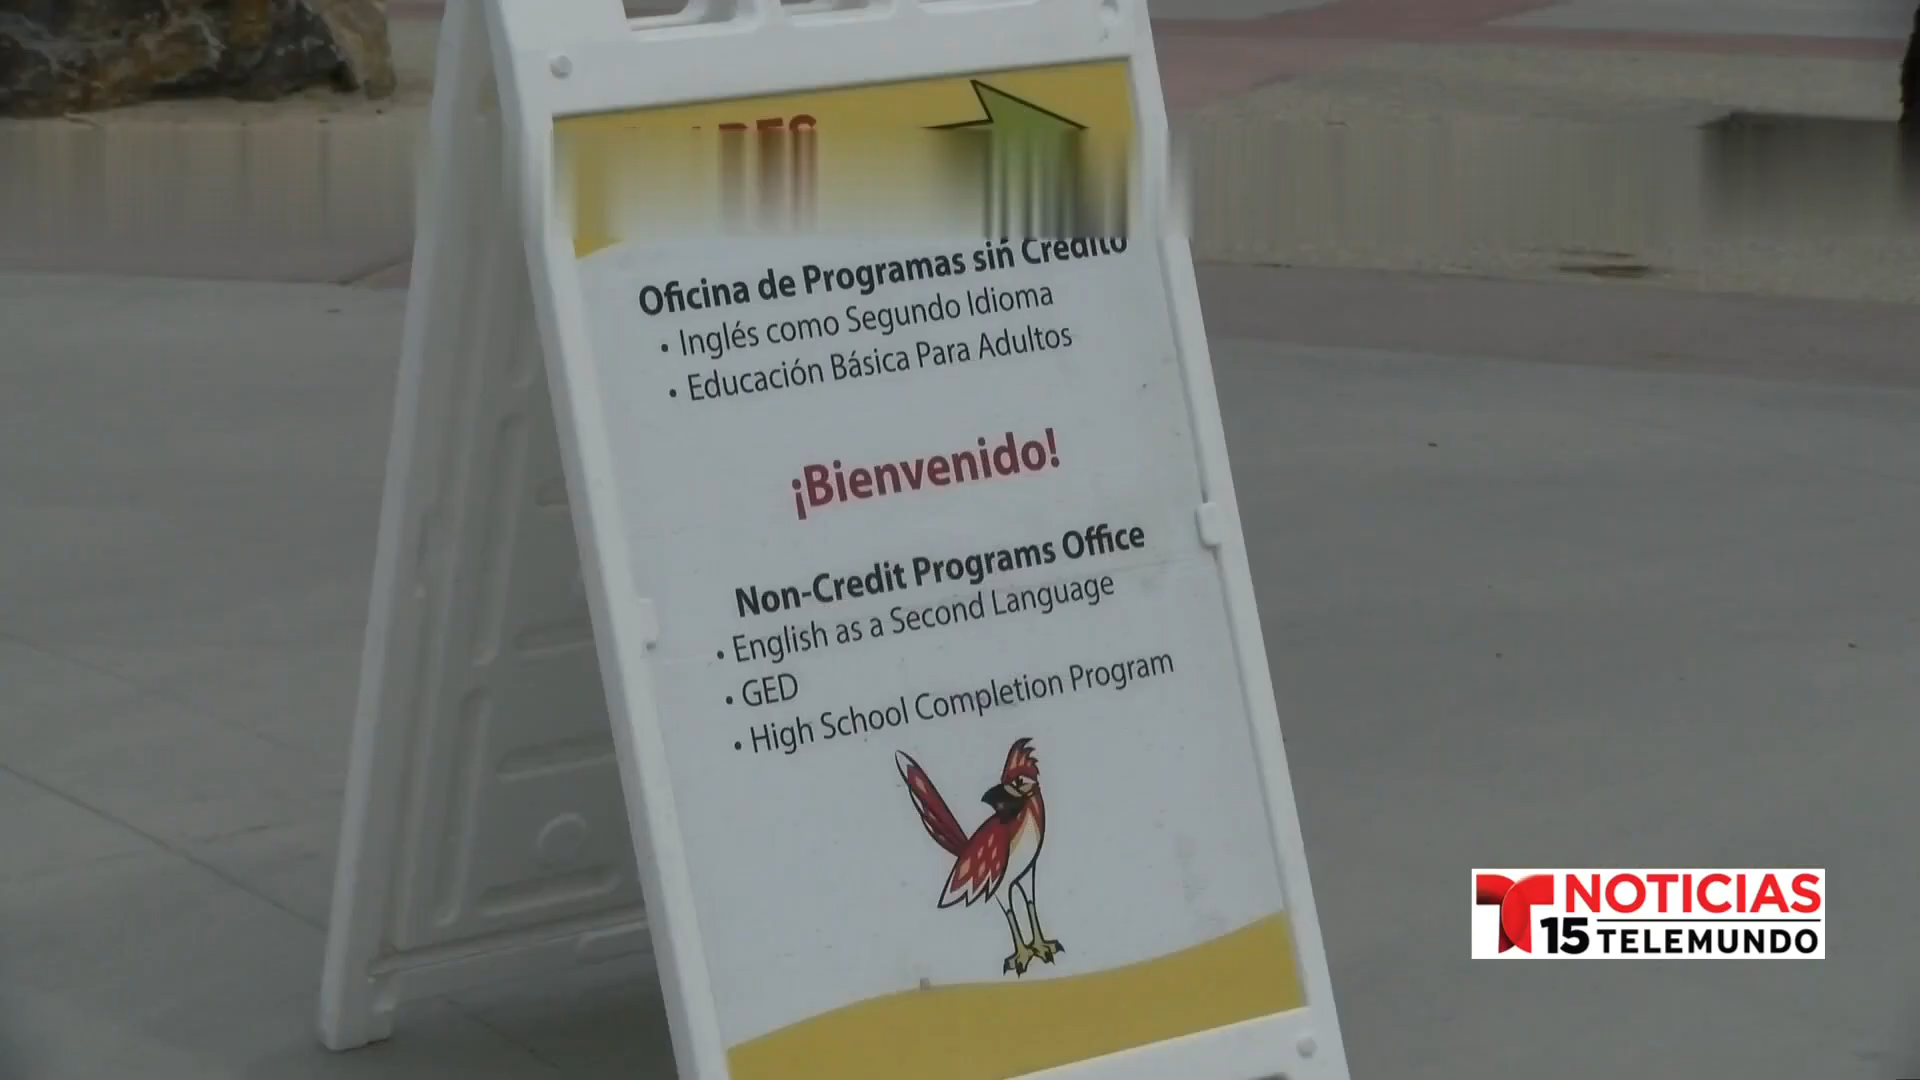 Oficina de Programas sin Crédito
• Inglés como Segundo Idioma
• Educación Básica Para Adultos
¡Bienvenido!
Non-Credit Programs Office
• English as a Second Language
• GED
• High School Completion Program
NOTICIAS
15 TELEMUNDO